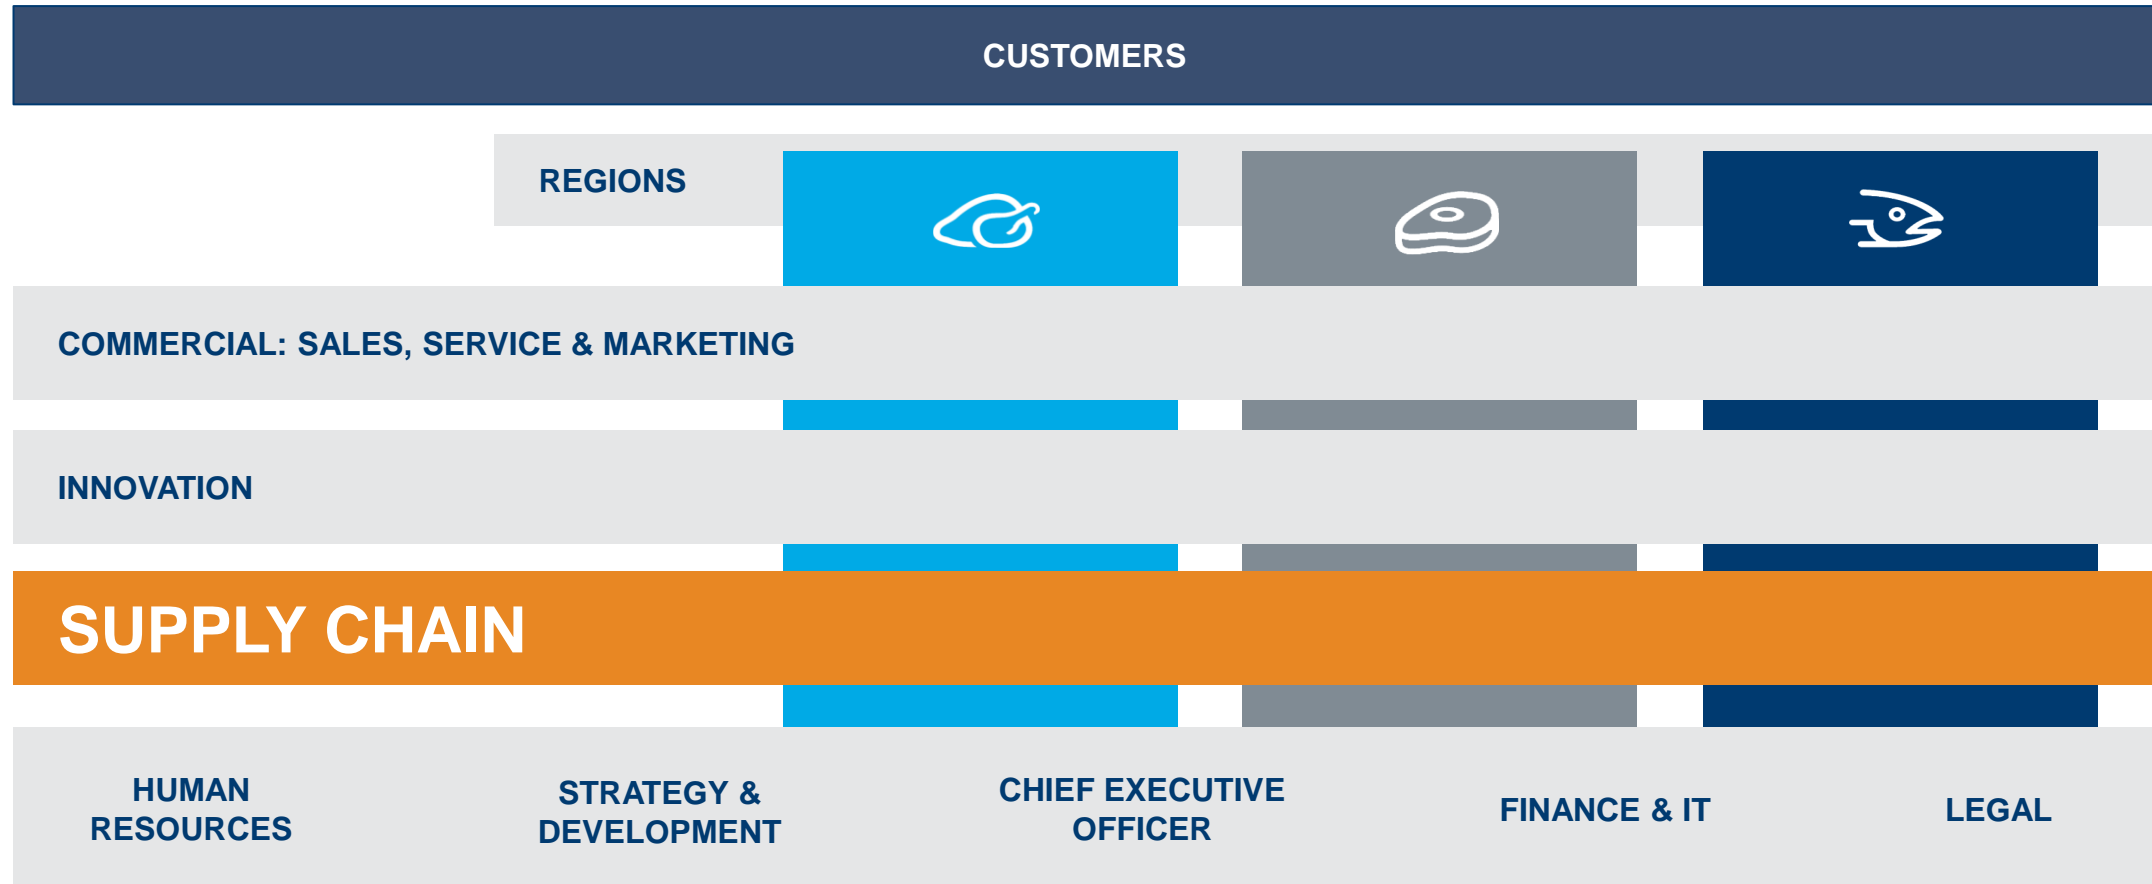 CUSTOMERS
REGIONS
COMMERCIAL: SALES, SERVICE & MARKETING
INNOVATION
SUPPLY CHAIN
HUMAN
RESOURCES
STRATEGY &
DEVELOPMENT
CHIEF EXECUTIVE
OFFICER
FINANCE & IT
LEGAL